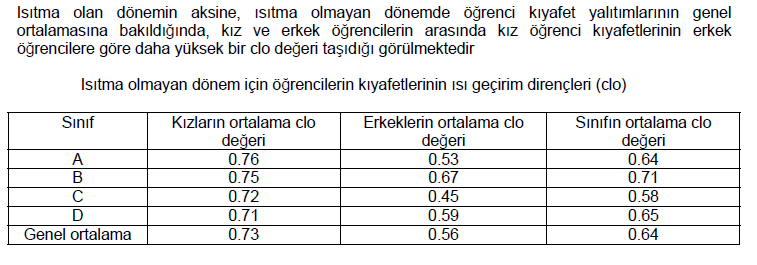 Isıtma olan dönemin aksine, ısıtma olmayan dönemde öğrenci kıyafet yalıtımlarının genel
ortalamasına bakıldığında, kız ve erkek öğrencilerin arasında kız öğrenci kıyafetlerinin erkek
öğrencilere göre daha yüksek bir clo değeri taşıdığı görülmektedir
Isıtma olmayan dönem için öğrencilerin kıyafetlerinin ısı geçirim dirençleri (clo)
Sınıf Kızların ortalama clo değeri Erkeklerin ortalama clo değeri Sınıfın ortalama clo değeri
A 0.76 0.53 0.64
B 0.75 0.67 0.71
C 0.72 0.45 0.58
D 0.71 0.59 0.65
Genel ortalama 0.73 0.56 0.64